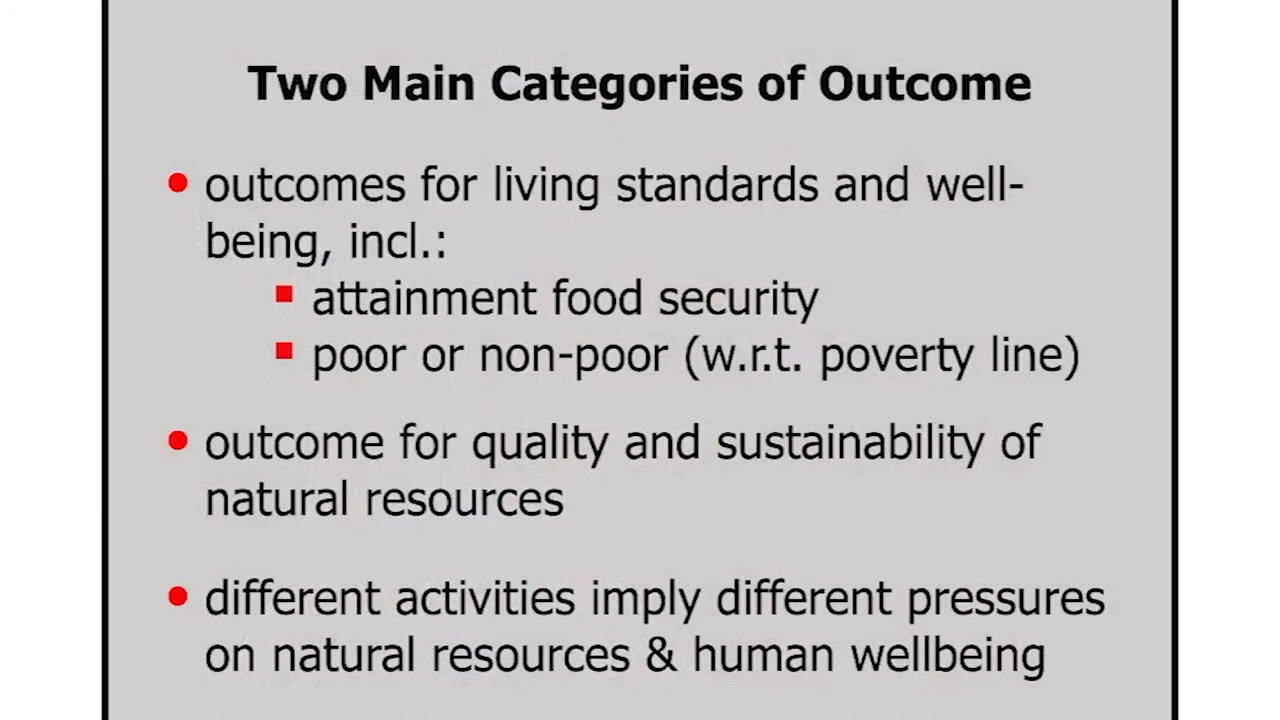 Two Main Categories of Outcome
• outcomes for living standards and well-
being, incl.:
▪ attainment food security
▪ poor or non-poor (w.r.t. poverty line)
• outcome for quality and sustainability of
natural resources
• different activities imply different pressures
on natural resources & human wellbeing